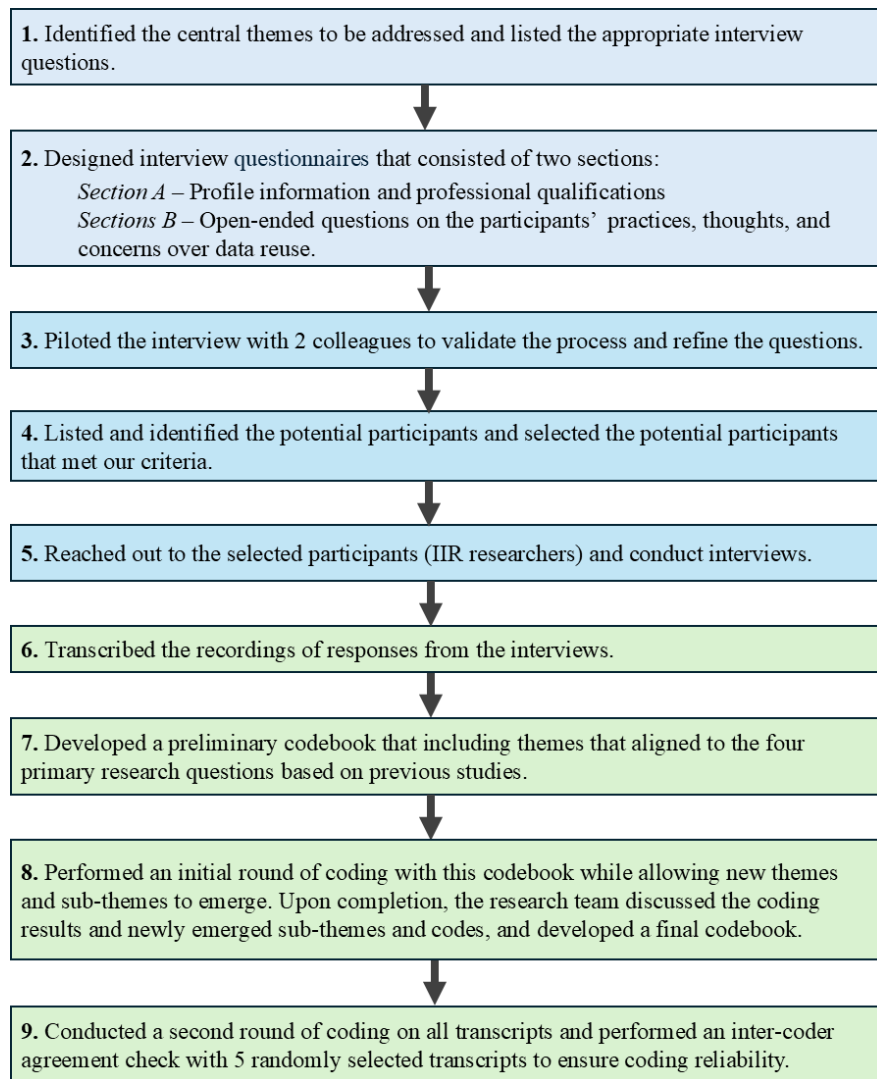 1. Identified the central themes to be addressed and listed the appropriate interview
questions.
2. Designed interview questionnaires that consisted of two sections:
Section A – Profile information and professional qualifications
Sections B – Open-ended questions on the participants’ practices, thoughts, and
concerns over data reuse.
3. Piloted the interview with 2 colleagues to validate the process and refine the questions.
4. Listed and identified the potential participants and selected the potential participants
that met our criteria.
5. Reached out to the selected participants (IIR researchers) and conduct interviews.
6. Transcribed the recordings of responses from the interviews.
7. Developed a preliminary codebook that including themes that aligned to the four
primary research questions based on previous studies.
8. Performed an initial round of coding with this codebook while allowing new themes
and sub-themes to emerge. Upon completion, the research team discussed the coding
results and newly emerged sub-themes and codes, and developed a final codebook.
9. Conducted a second round of coding on all transcripts and performed an inter-coder
agreement check with 5 randomly selected transcripts to ensure coding reliability.